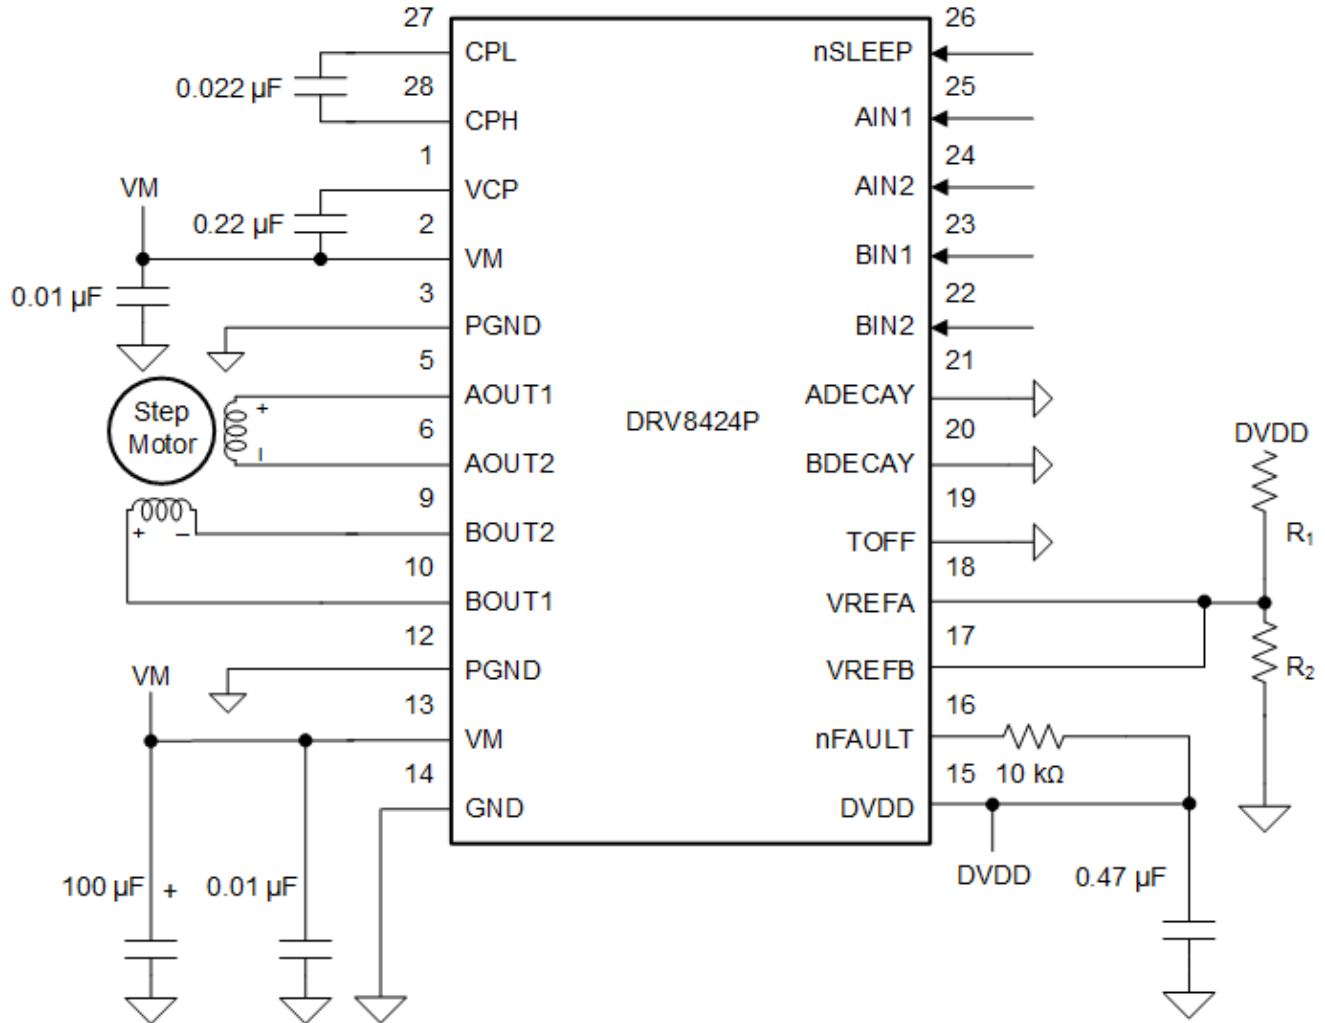 27
CPL
0.022 µF
28
CPH
1
VM
VCP
0.22 µF
2
VM
0.01 µF
3
PGND
5
AOUT1
+
Step
Motor
6
–
AOUT2
9
+ –
BOUT2
10
BOUT1
12
PGND
VM
13
VM
14
GND
100 µF +
0.01 µF
DRV8424P
26
nSLEEP
25
AIN1
24
AIN2
23
BIN1
22
BIN2
21
ADECAY
20
BDECAY
19
TOFF
18
VREFA
17
VREFB
16
nFAULT
10 kΩ
15
DVDD
DVDD
0.47 µF
DVDD
R₁
R₂